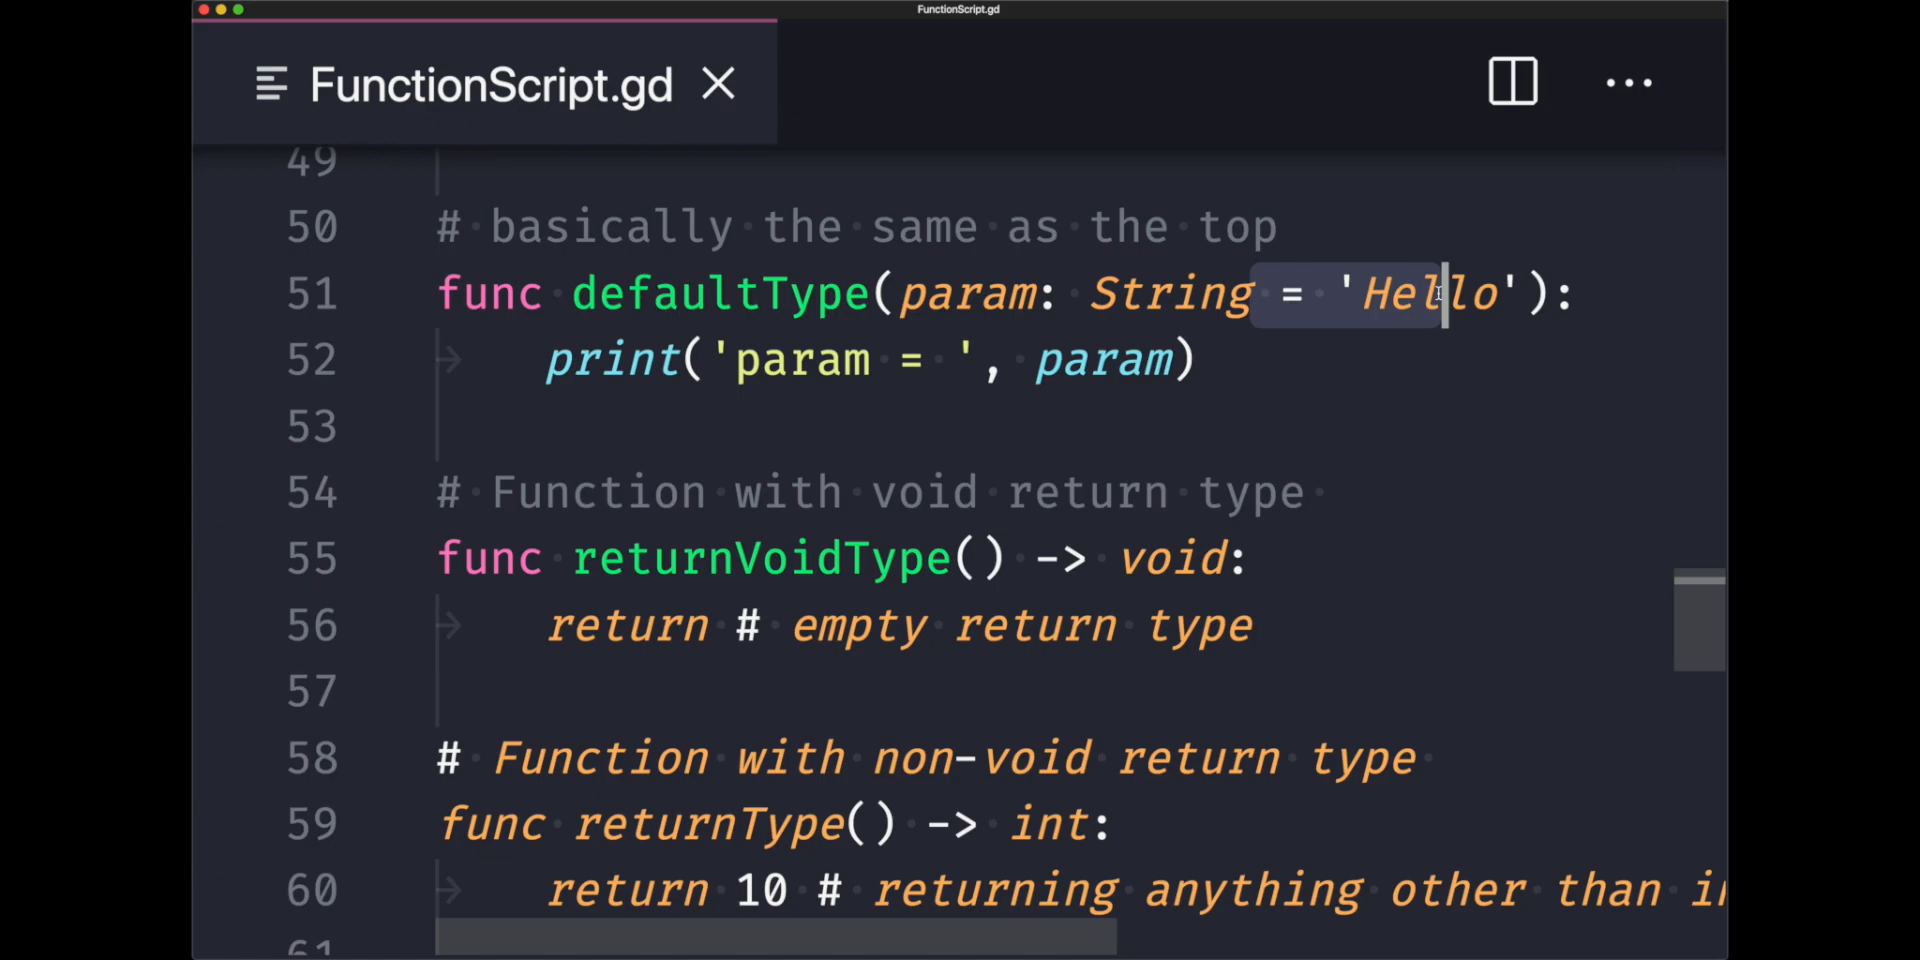 FunctionScript.gd
FunctionScript.gd
49
50 # basically the same as the top
51 func defaultType(param: String = 'Hello'):
52 print('param = ', param)
53
54 # Function with void return type
55 func returnVoidType() -> void:
56 return # empty return type
57
58 # Function with non-void return type
59 func returnType() -> int:
60 return 10 # returning anything other than
61